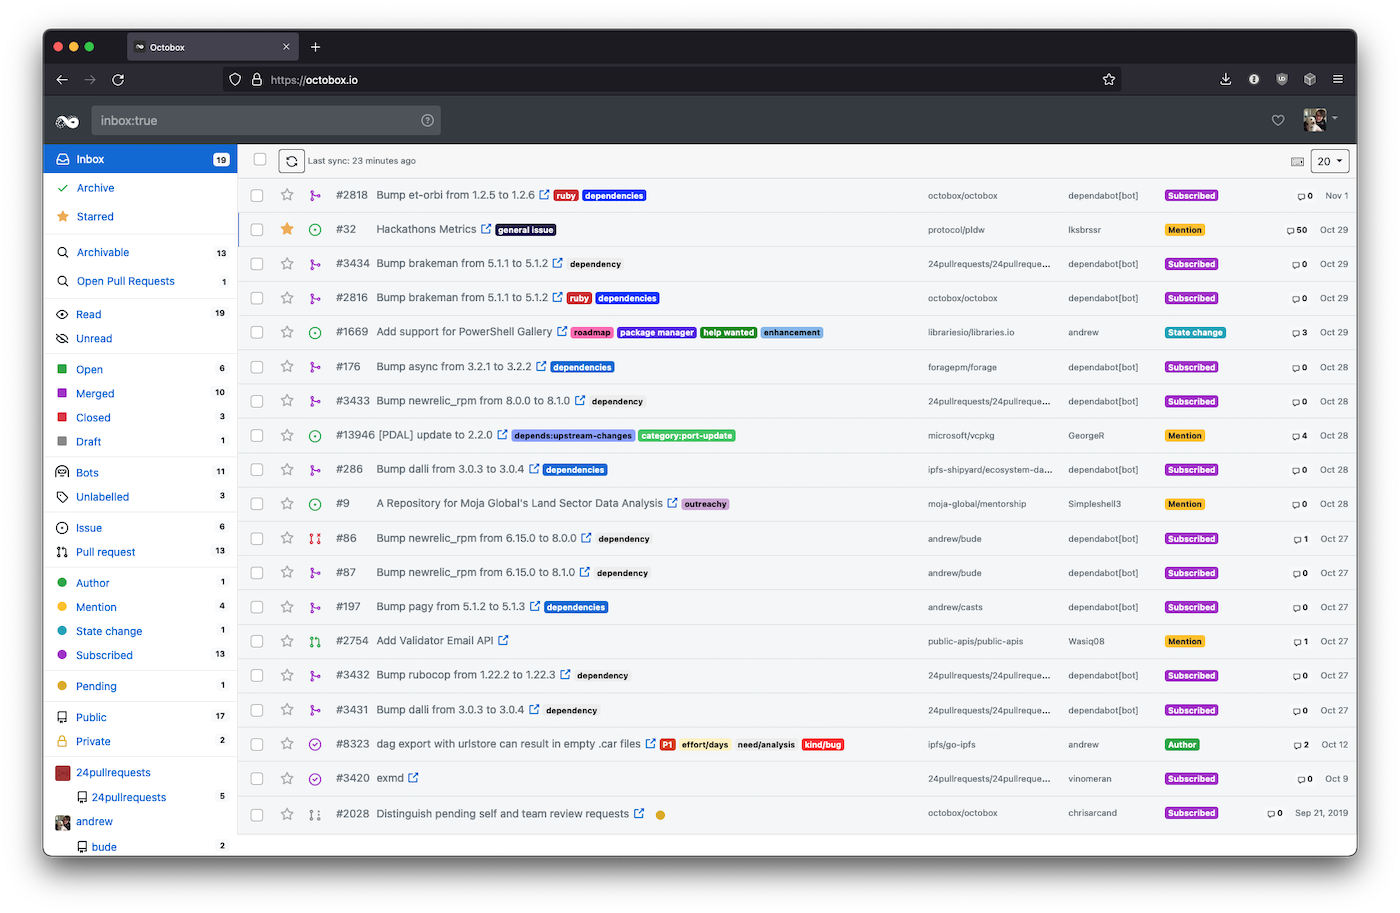 Octobox
https://octobox.io
inbox:true
Inbox 19
Archive
Starred
Archivable 13
Open Pull Requests 1
Read 19
Unread
Open 6
Merged 10
Closed 3
Draft 1
Bots 11
Unlabelled 3
Issue 6
Pull request 13
Author 1
Mention 4
State change 1
Subscribed 13
Pending 1
Public 17
Private 2
24pullrequests
24pullrequests 5
andrew
bude 2
Last sync: 23 minutes ago 20
#2818 Bump et-orbi from 1.2.5 to 1.2.6 ruby dependencies octobox/octobox dependabot[bot] Subscribed 0 Nov 1
#32 Hackathons Metrics general issue protocol/pldw lksbrssr Mention 50 Oct 29
#3434 Bump brakeman from 5.1.1 to 5.1.2 dependency 24pullrequests/24pullreque... dependabot[bot] Subscribed 0 Oct 29
#2816 Bump brakeman from 5.1.1 to 5.1.2 ruby dependencies octobox/octobox dependabot[bot] Subscribed 0 Oct 29
#1669 Add support for PowerShell Gallery roadmap package manager help wanted enhancement librariesio/libraries.io andrew State change 3 Oct 29
#176 Bump async from 3.2.1 to 3.2.2 dependencies foragepm/forage dependabot[bot] Subscribed 0 Oct 28
#3433 Bump newrelic_rpm from 8.0.0 to 8.1.0 dependency 24pullrequests/24pullreque... dependabot[bot] Subscribed 0 Oct 28
#13946 [PDAL] update to 2.2.0 depends:upstream-changes category:port-update microsoft/vcpkg GeorgeR Mention 4 Oct 28
#286 Bump dalli from 3.0.3 to 3.0.4 dependencies ipfs-shipyard/ecosystem-da... dependabot[bot] Subscribed 0 Oct 28
#9 A Repository for Moja Global's Land Sector Data Analysis outreachy moja-global/mentorship Simpleshell3 Mention 0 Oct 28
#86 Bump newrelic_rpm from 6.15.0 to 8.0.0 dependency andrew/bude dependabot[bot] Subscribed 1 Oct 27
#87 Bump newrelic_rpm from 6.15.0 to 8.1.0 dependency andrew/bude dependabot[bot] Subscribed 0 Oct 27
#197 Bump pagy from 5.1.2 to 5.1.3 dependencies andrew/casts dependabot[bot] Subscribed 0 Oct 27
#2754 Add Validator Email API public-apis/public-apis Wasiq08 Mention 1 Oct 27
#3432 Bump rubocop from 1.22.2 to 1.22.3 dependency 24pullrequests/24pullreque... dependabot[bot] Subscribed 0 Oct 27
#3431 Bump dalli from 3.0.3 to 3.0.4 dependency 24pullrequests/24pullreque... dependabot[bot] Subscribed 0 Oct 27
#8323 dag export with urlstore can result in empty .car files P1 effort/days need/analysis kind/bug ipfs/go-ipfs andrew Author 2 Oct 12
#3420 exmd 24pullrequests/24pullreque... vinomeran Subscribed 0 Oct 9
#2028 Distinguish pending self and team review requests octobox/octobox chrisarcand Subscribed 0 Sep 21, 2019